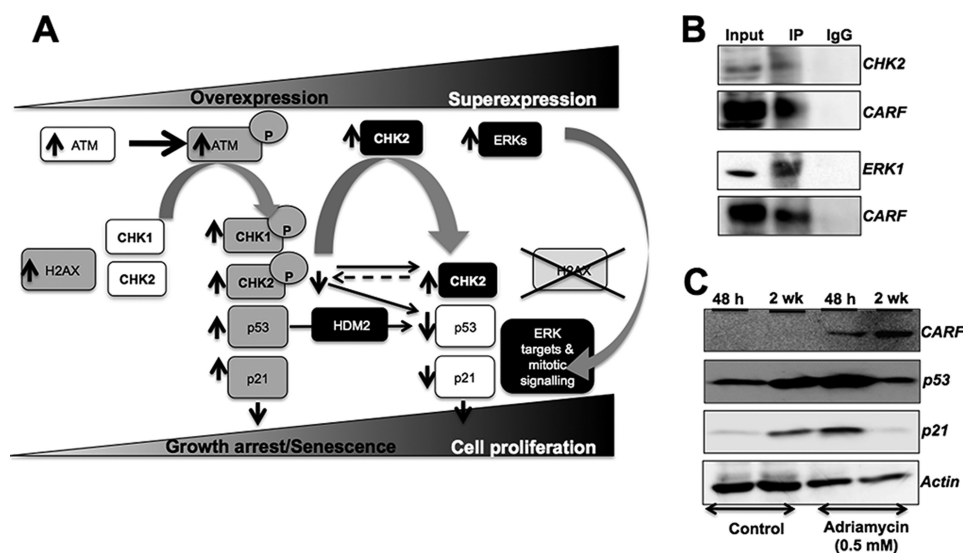 A
Overexpression
Superexpression
ATM
ATM
P
CHK2
ERKs
CHK1
CHK2
H2AX
CHK1
P
CHK2
P
p53
p21
HDM2
CHK2
p53
p21
H2AX
ERK
targets &
mitotic
signalling
Growth arrest/Senescence
Cell proliferation
B
Input IP IgG
CHK2
CARF
ERK1
CARF
C
48 h 2 wk 48 h 2 wk
CARF
p53
p21
Actin
Control
Adriamycin
(0.5 mM)